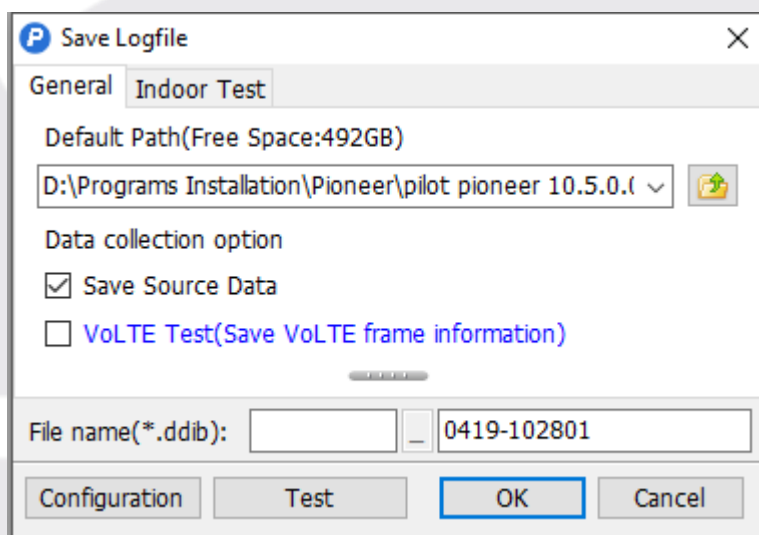 P Save Logfile
General Indoor Test
Default Path(Free Space:492GB)
D:\Programs Installation\Pioneer\pilot pioneer 10.5.0.
Data collection option
Save Source Data
VoLTE Test(Save VoLTE frame information)
File name(*.ddib): _ 0419-102801
Configuration Test OK Cancel